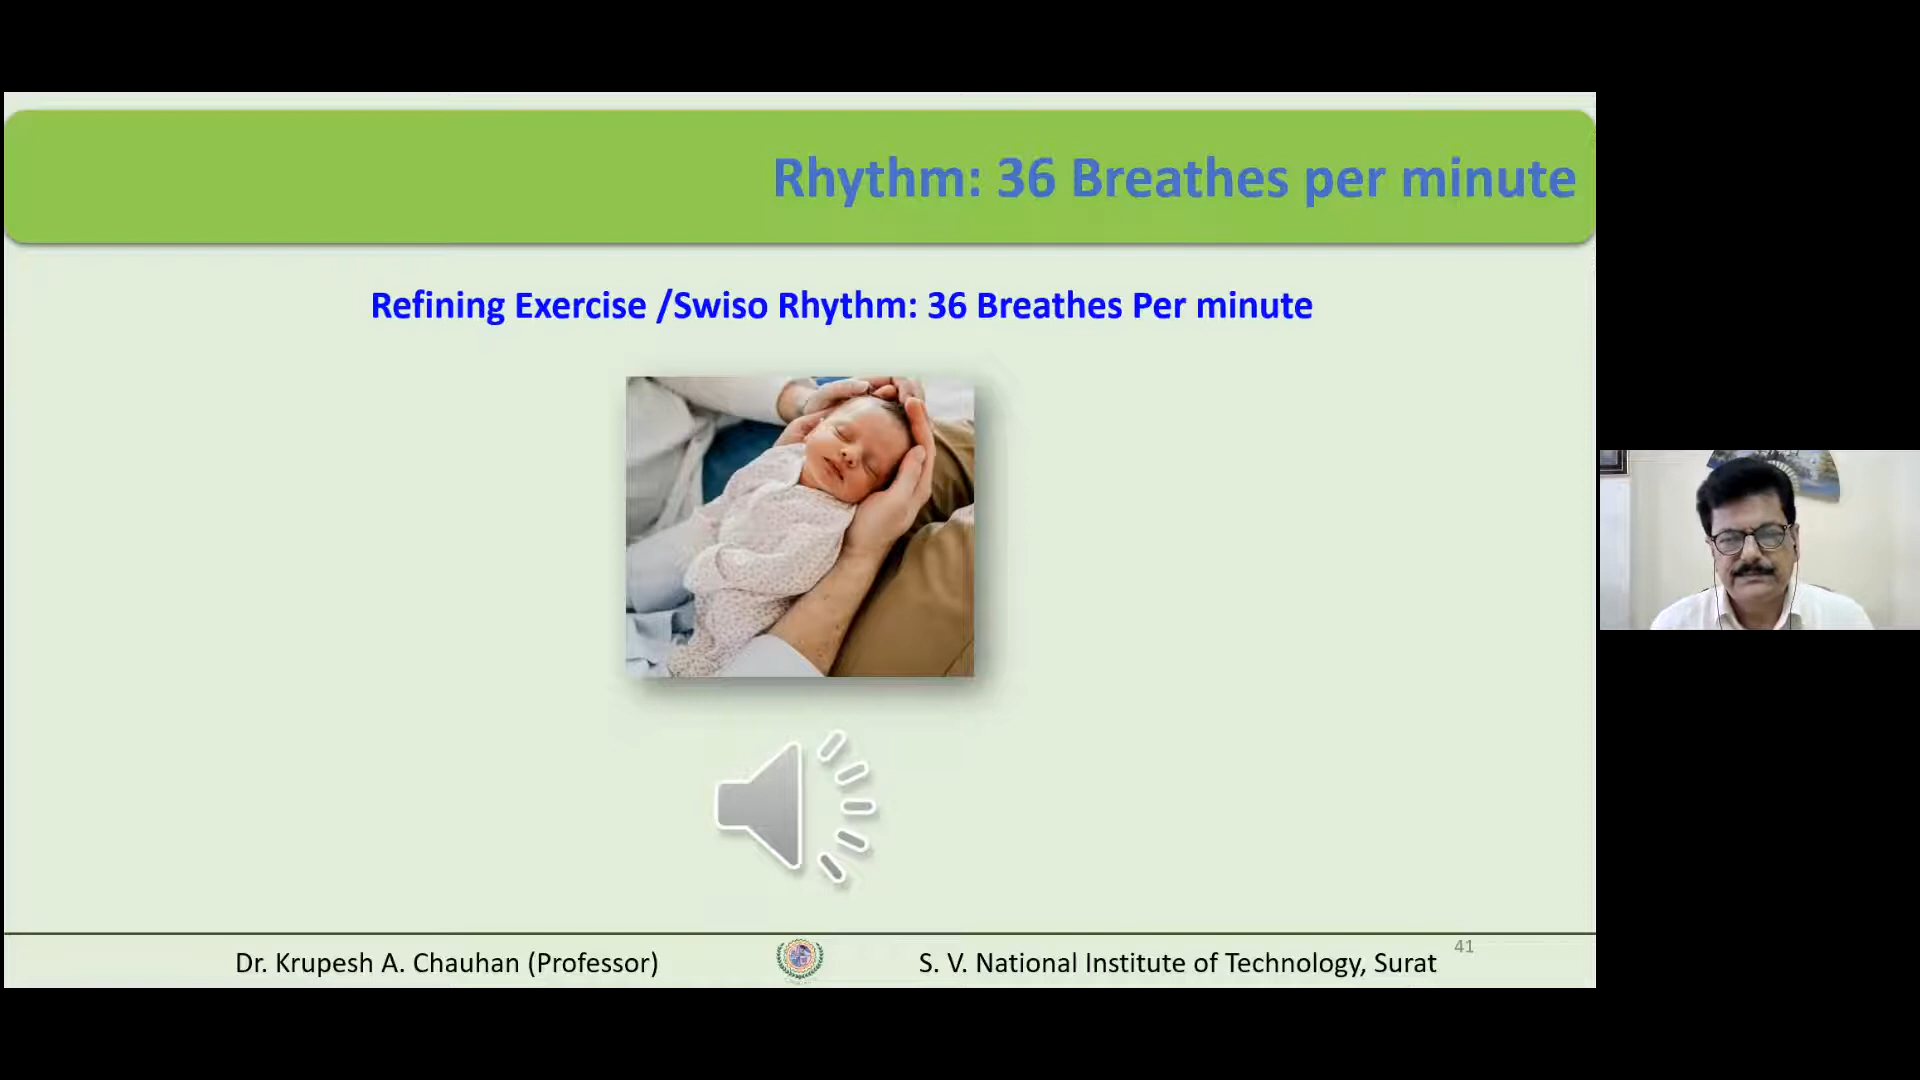 Rhythm: 36 Breathes per minute
Refining Exercise /Swiso Rhythm: 36 Breathes Per minute
Dr. Krupesh A. Chauhan (Professor)
S. V. National Institute of Technology, Surat
41